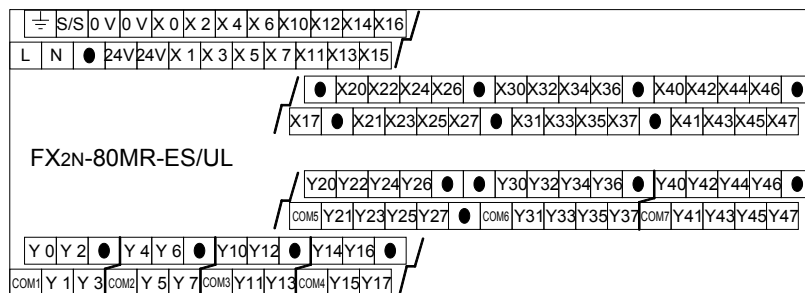 S/S 0 V 0 V X 0 X 2 X 4 X 6 X10 X12 X14 X16
L N ● 24V 24V X 1 X 3 X 5 X 7 X11 X13 X15
● X20 X22 X24 X26 ● X30 X32 X34 X36 ● X40 X42 X44 X46 ●
X17 ● X21 X23 X25 X27 ● X31 X33 X35 X37 ● X41 X43 X45 X47
FX2N-80MR-ES/UL
Y20 Y22 Y24 Y26 ● ● Y30 Y32 Y34 Y36 ● Y40 Y42 Y44 Y46 ●
COM5 Y21 Y23 Y25 Y27 ● COM6 Y31 Y33 Y35 Y37 COM7 Y41 Y43 Y45 Y47
Y 0 Y 2 ● Y 4 Y 6 ● Y10 Y12 ● Y14 Y16 ●
COM1 Y 1 Y 3 COM2 Y 5 Y 7 COM3 Y11 Y13 COM4 Y15 Y17